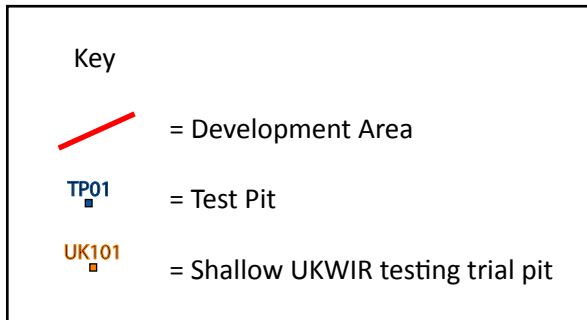 Key
= Development Area
TP01
= Test Pit
UK101
= Shallow UKWIR testing trial pit